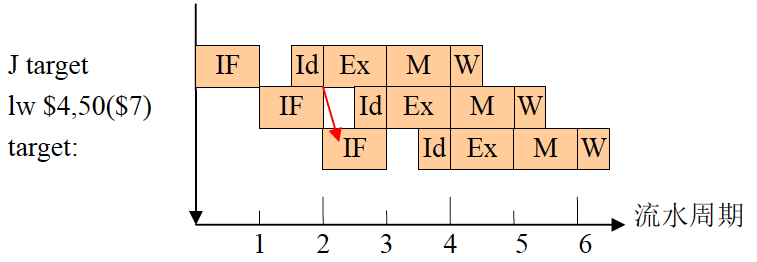 J target IF Id Ex M W
lw $4,50($7) IF Id Ex M W
target: IF Id Ex M W
流水周期
1 2 3 4 5 6